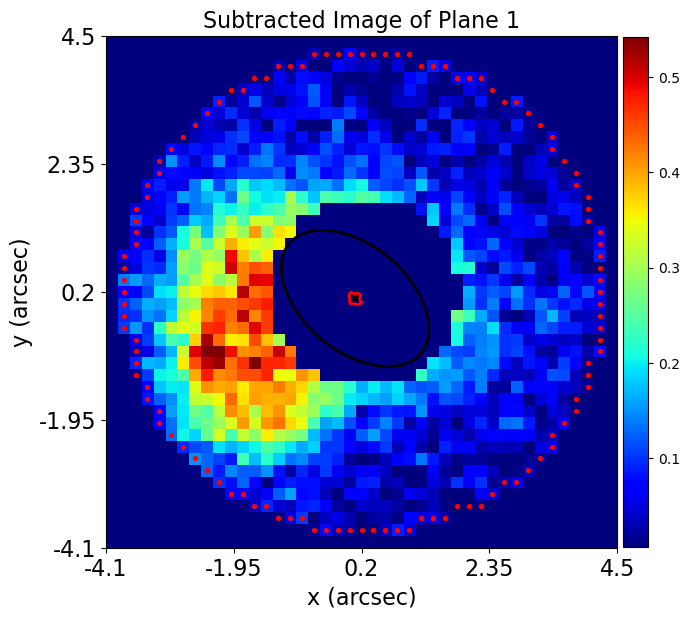 Subtracted Image of Plane 1
4.5
2.35
0.2
-1.95
-4.1
y (arcsec)
-4.1 -1.95 0.2 2.35 4.5
x (arcsec)
0.5
0.4
0.3
0.2
0.1